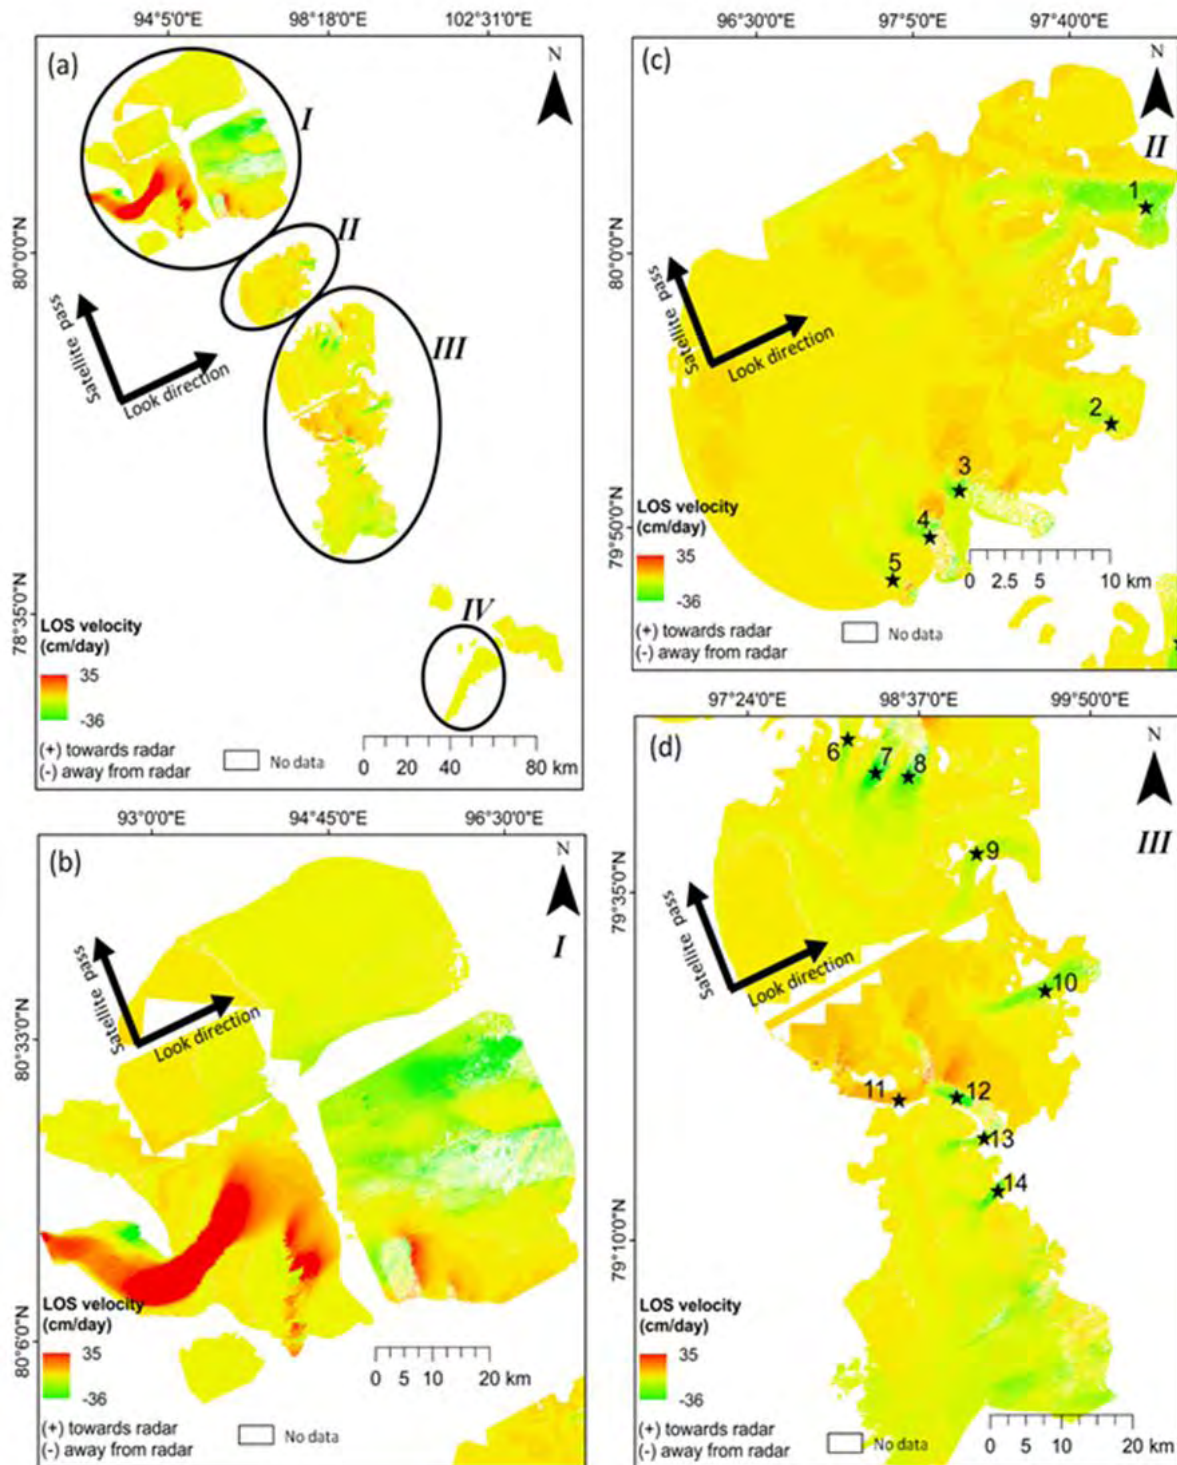 94°5'0"E 98°18'0"E 102°31'0"E
(a)
N
I
II
III
IV
80°0'0"N
78°35'0"N
Satellite pass
Look direction
LOS velocity
(cm/day)
35
-36
(+) towards radar
(-) away from radar
No data
0 20 40 80 km
96°30'0"E 97°5'0"E 97°40'0"E
(c)
N
II
80°0'0"N
79°50'0"N
Satellite pass
Look direction
1
2
3
4
5
LOS velocity
(cm/day)
35
-36
(+) towards radar
(-) away from radar
No data
0 2.5 5 10 km
93°0'0"E 94°45'0"E 96°30'0"E
(b)
N
I
80°33'0"N
80°6'0"N
Satellite pass
Look direction
LOS velocity
(cm/day)
35
-36
(+) towards radar
(-) away from radar
No data
0 5 10 20 km
97°24'0"E 98°37'0"E 99°50'0"E
(d)
N
III
79°35'0"N
79°10'0"N
Satellite pass
Look direction
6
7
8
9
10
11
12
13
14
LOS velocity
(cm/day)
35
-36
(+) towards radar
(-) away from radar
No data
0 5 10 20 km